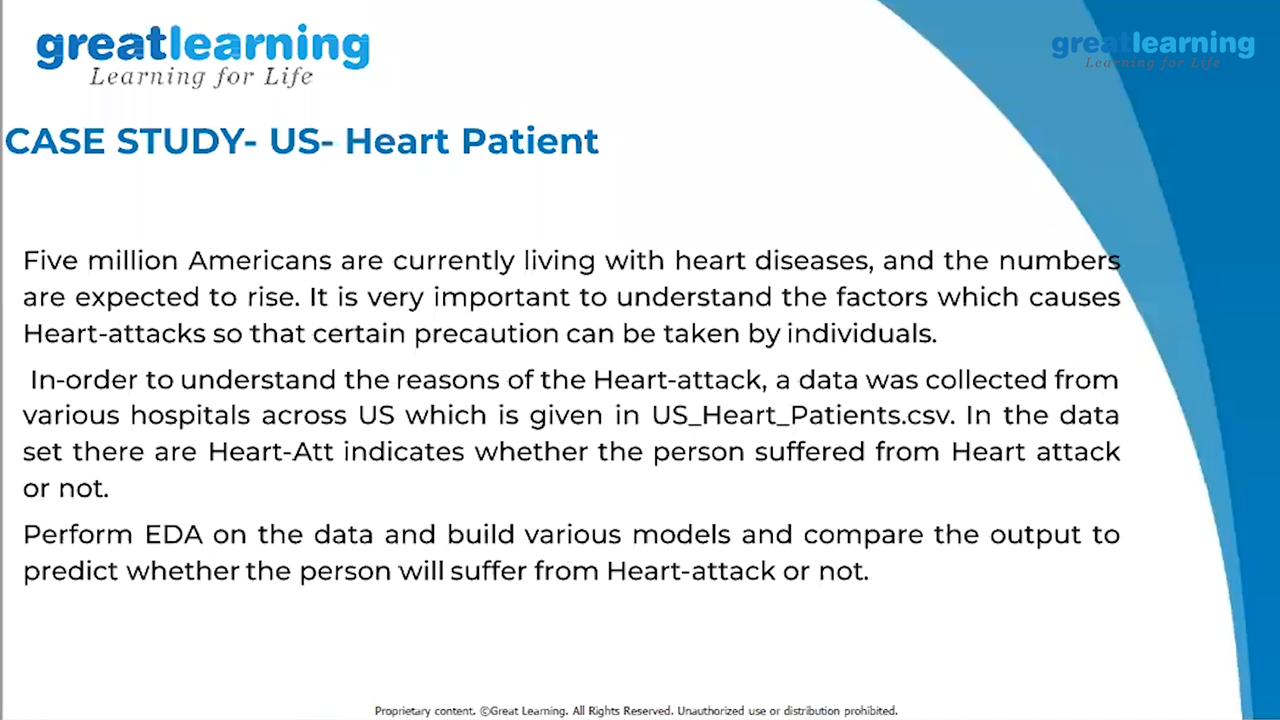 greatlearning
Learning for Life
greatlearning
Learning for Life
CASE STUDY- US- Heart Patient
Five million Americans are currently living with heart diseases, and the numbers
are expected to rise. It is very important to understand the factors which causes
Heart-attacks so that certain precaution can be taken by individuals.
In-order to understand the reasons of the Heart-attack, a data was collected from
various hospitals across US which is given in US_Heart_Patients.csv. In the data
set there are Heart-Att indicates whether the person suffered from Heart attack
or not.
Perform EDA on the data and build various models and compare the output to
predict whether the person will suffer from Heart-attack or not.
Proprietary content. ©Great Learning. All Rights Reserved. Unauthorized use or distribution prohibited.